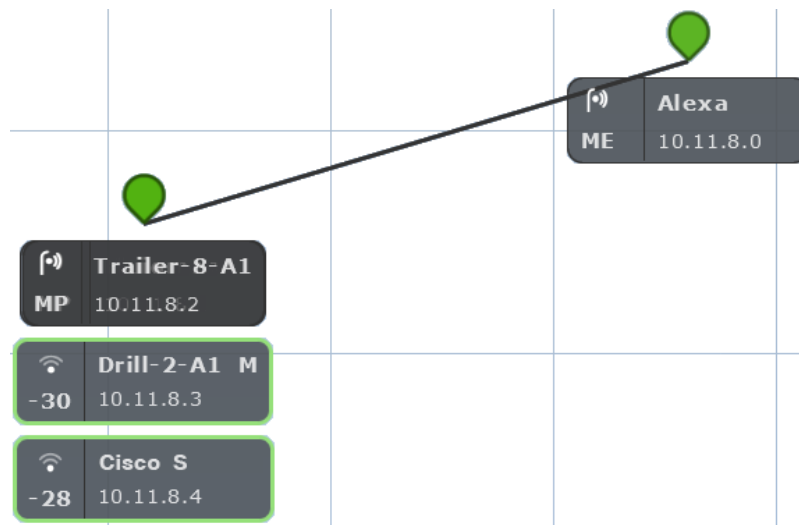 Alexa
ME 10.11.8.0
Trailer-8-A1
MP 10.11.8.2
Drill-2-A1 M
-30 10.11.8.3
Cisco S
-28 10.11.8.4